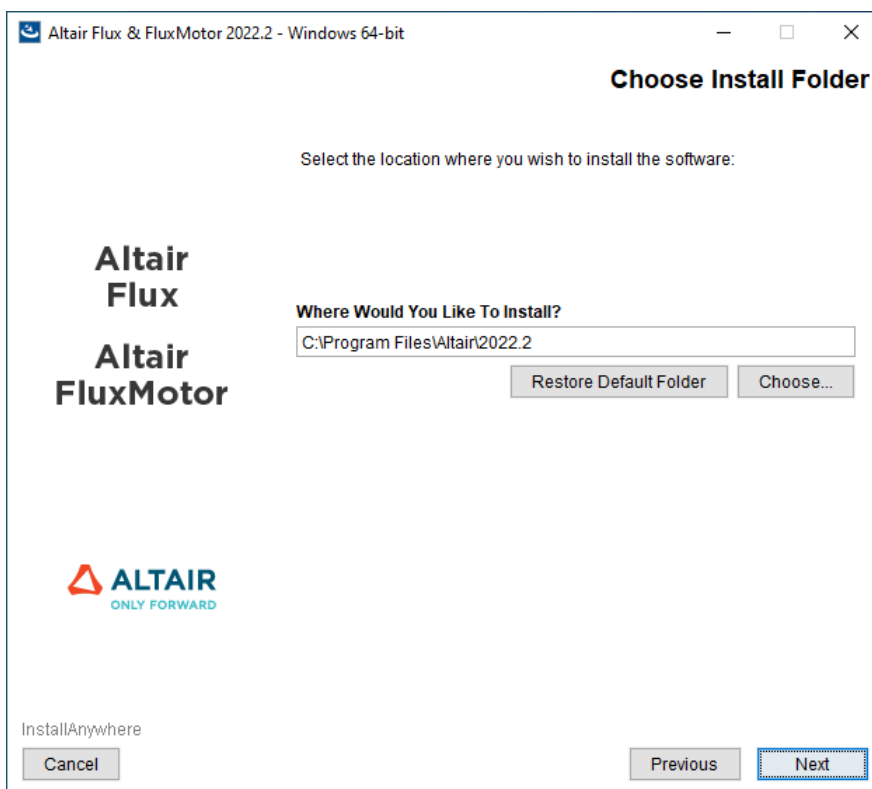 Altair Flux & FluxMotor 2022.2 - Windows 64-bit
Choose Install Folder
Select the location where you wish to install the software:
Altair
Flux
Altair
FluxMotor
Where Would You Like To Install?
C:\Program Files\Altair\2022.2
Restore Default Folder
Choose...
ALTAIR
ONLY FORWARD
InstallAnywhere
Cancel
Previous
Next